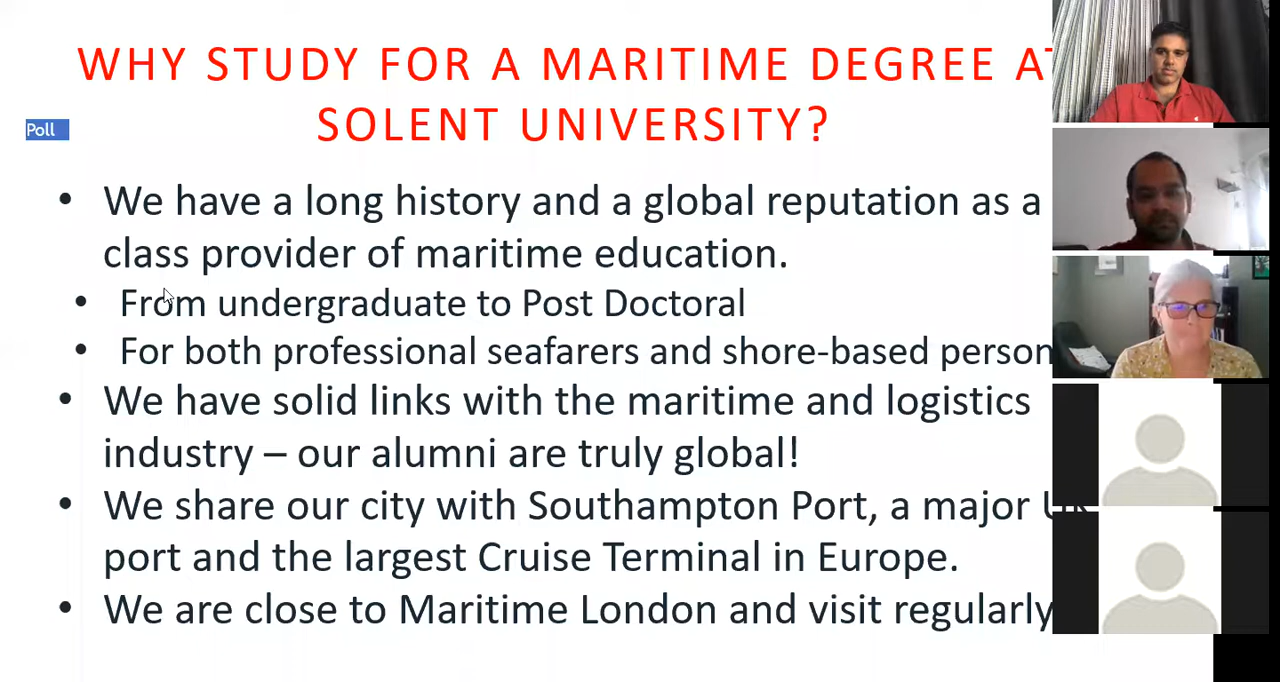 WHY STUDY FOR A MARITIME DEGREE AT
SOLENT UNIVERSITY?
Poll
• We have a long history and a global reputation as a
class provider of maritime education.
• From undergraduate to Post Doctoral
• For both professional seafarers and shore-based person
• We have solid links with the maritime and logistics
industry – our alumni are truly global!
• We share our city with Southampton Port, a major UK
port and the largest Cruise Terminal in Europe.
• We are close to Maritime London and visit regularly